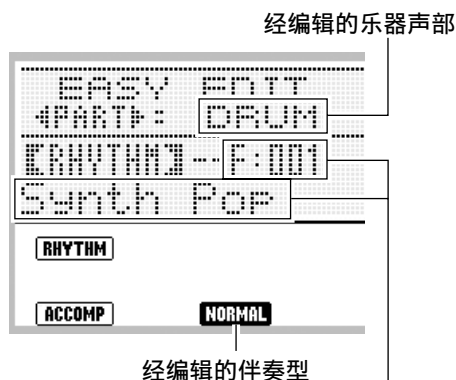 经编辑的乐器声部
EASY EDIT
◀PART▶: DRUM
【RHYTHM】--F:001
Synth Pop
RHYTHM
ACCOMP NORMAL
经编辑的伴奏型